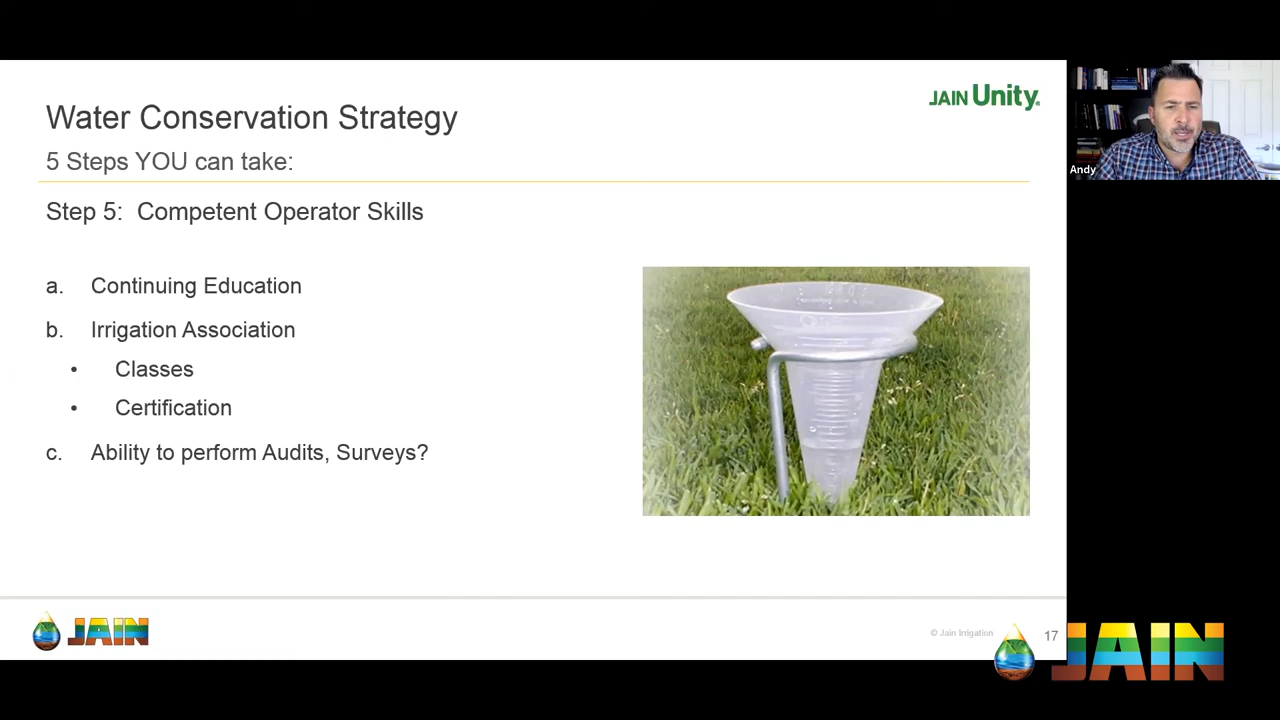 JAIN Unity®
Water Conservation Strategy
5 Steps YOU can take:
Andy
Step 5: Competent Operator Skills
a. Continuing Education
b. Irrigation Association
• Classes
• Certification
c. Ability to perform Audits, Surveys?
JAIN
© Jain Irrigation
17
JAIN